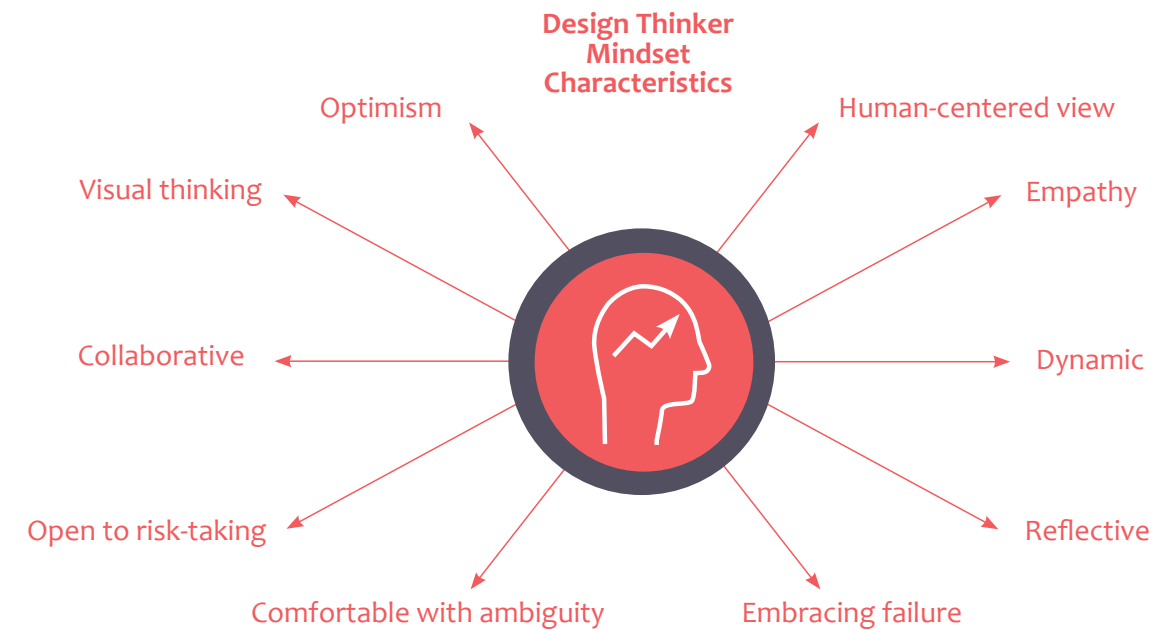 Design Thinker
Mindset
Characteristics
Optimism
Human-centered view
Visual thinking
Empathy
Collaborative
Dynamic
Open to risk-taking
Reflective
Comfortable with ambiguity
Embracing failure